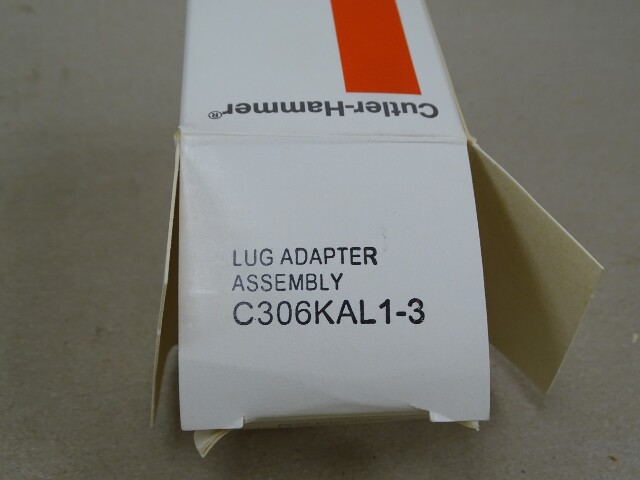 Cutler-Hammer®
LUG ADAPTER
ASSEMBLY
C306KAL1-3